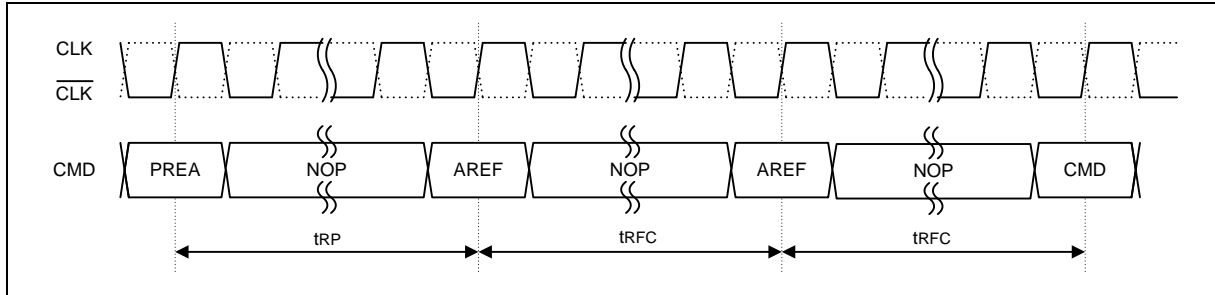 CLK
CLK
CMD PREA NOP AREF NOP AREF NOP CMD
tRP tRFC tRFC